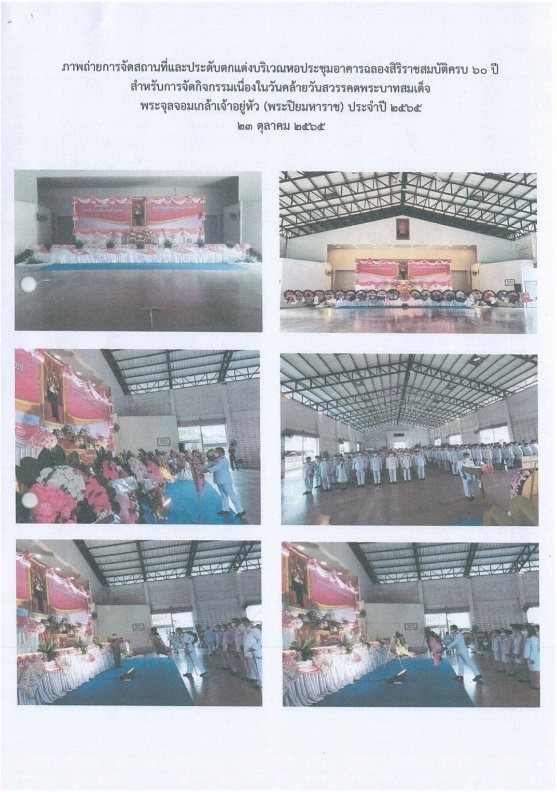 ภาพถ่ายการจัดสถานที่และประดับตกแต่งบริเวณหอประชุมอาคารฉลองสิริราชสมบัติครบ ๖๐ ปี
สำหรับการจัดกิจกรรมเนื่องในวันคล้ายวันสวรรคตพระบาทสมเด็จ
พระจุลจอมเกล้าเจ้าอยู่หัว (พระปิยมหาราช) ประจำปี ๒๕๖๕
๒๓ ตุลาคม ๒๕๖๕